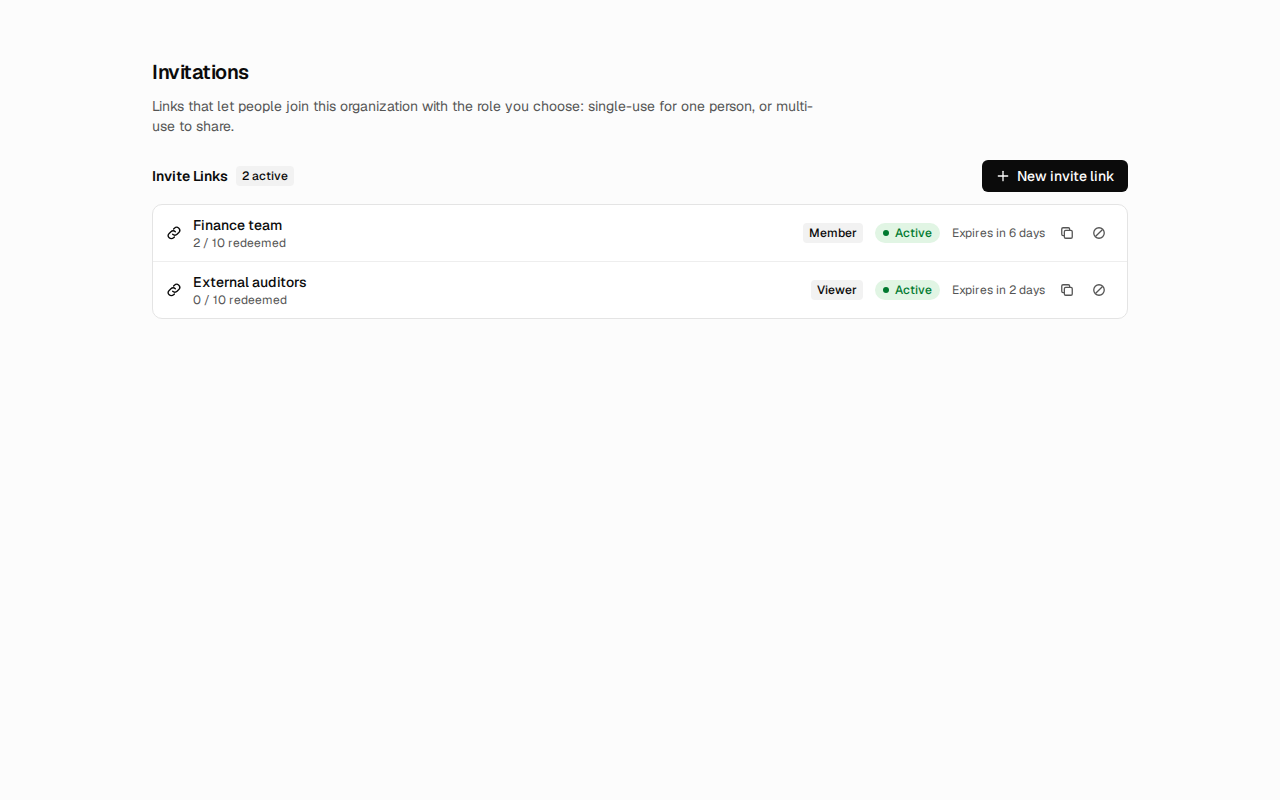 Invitations
Links that let people join this organization with the role you choose: single-use for one person, or multi-
use to share.
Invite Links 2 active
New invite link
Finance team
2 / 10 redeemed
Member Active Expires in 6 days
External auditors
0 / 10 redeemed
Viewer Active Expires in 2 days